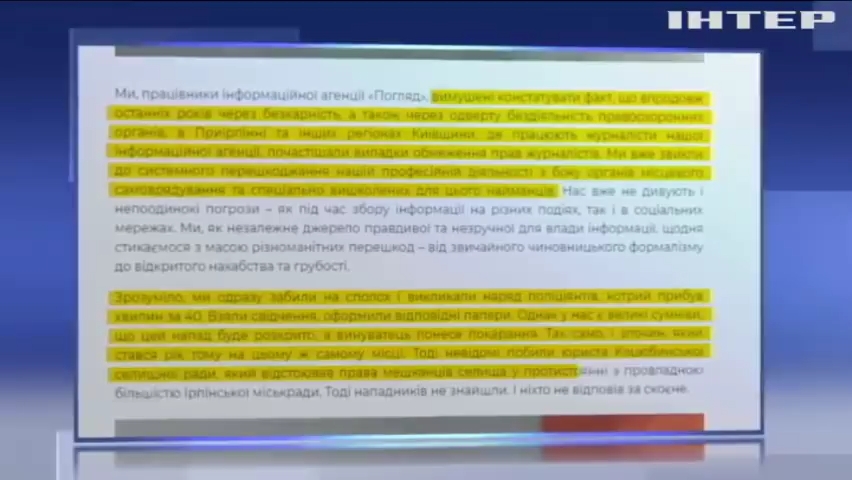 ІНТЕР
Ми, працівники інформаційної агенції «Погляд», вимушені констатувати факт, що впродовж
останніх років через безкарність, а також через одверту бездіяльність правоохоронних
органів, в Приірпінні та інших регіонах Київщини, де працюють журналісти нашої
інформаційної агенції, почастішали випадки обмеження прав журналістів. Ми вже звикли
до системного перешкоджання нашій професійній діяльності з боку органів місцевого
самоврядування та спеціально вишколених для цього найманців. Нас вже не дивують і
непоодинокі погрози – як під час збору інформації на різних подіях, так і в соціальних
мережах. Ми, як незалежне джерело правдивої та незручної для влади інформації, щодня
стикаємося з масою різноманітних перешкод – від звичайного чиновницького формалізму
до відкритого нахабства та грубості.
Зрозуміло, ми одразу забили на сполох і викликали наряд поліціянтів, котрий прибув
хвилин за 40. Взяли свідчення, оформили відповідні папери. Однак у нас є великі сумніви,
що цей напад буде розкрито, а винуватець понесе покарання. Так само, і злочин, який
стався рік тому на цьому ж самому місці. Тоді невідомі побили юриста Коцюбинської
селищної ради, який відстоював права мешканців селища у протистрянні з провладною
більшістю Ірпінської міськради. Тоді нападників не знайшли. І ніхто не відповів за скоєне.